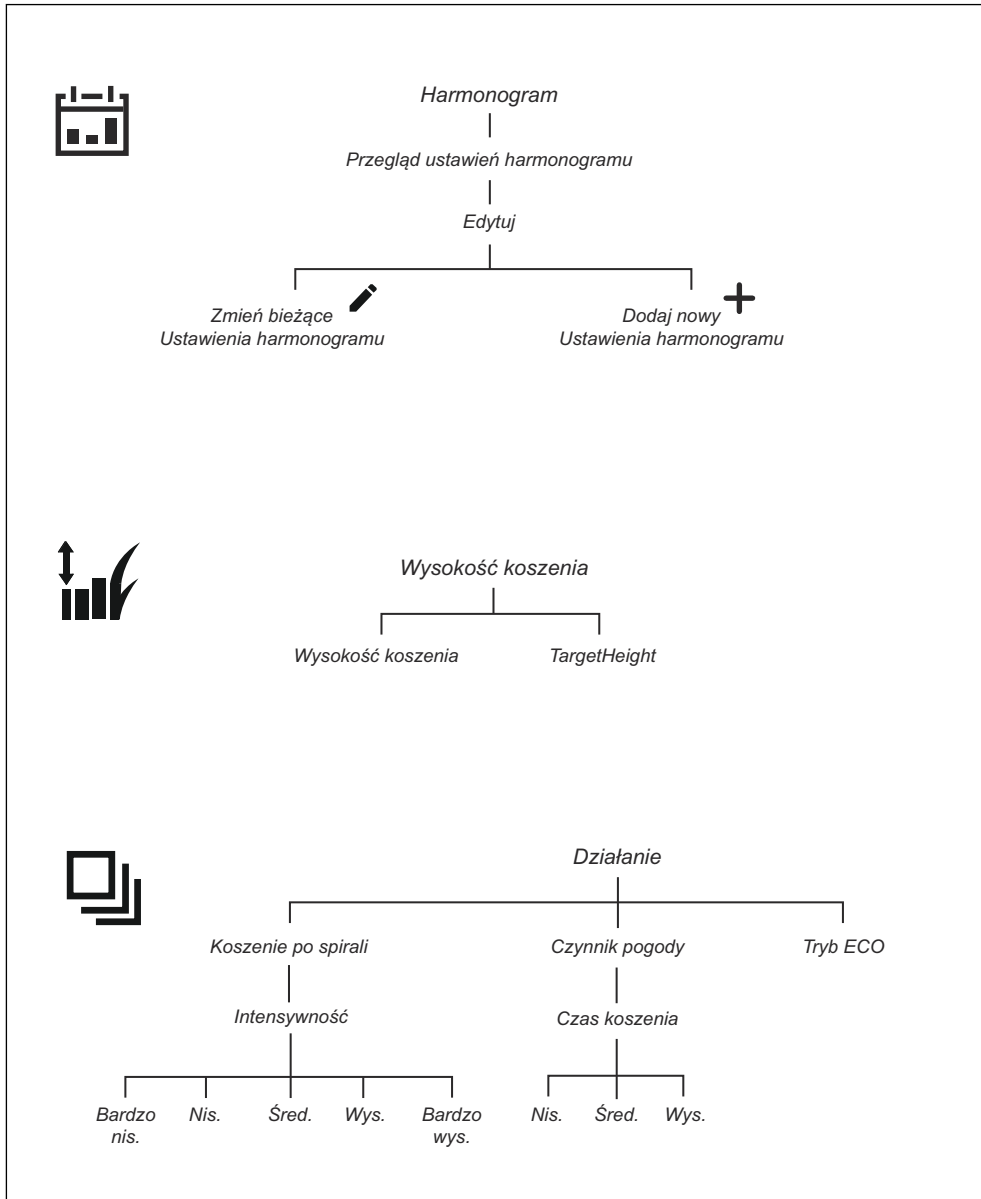 Harmonogram
Przegląd ustawień harmonogramu
Edytuj
Zmień bieżące
Ustawienia harmonogramu
Dodaj nowy
Ustawienia harmonogramu
Wysokość koszenia
Wysokość koszenia
TargetHeight
Działanie
Koszenie po spirali
Czynnik pogody
Tryb ECO
Intensywność
Czas koszenia
Bardzo
nis.
Nis.
Śred.
Wys.
Bardzo
wys.
Nis.
Śred.
Wys.